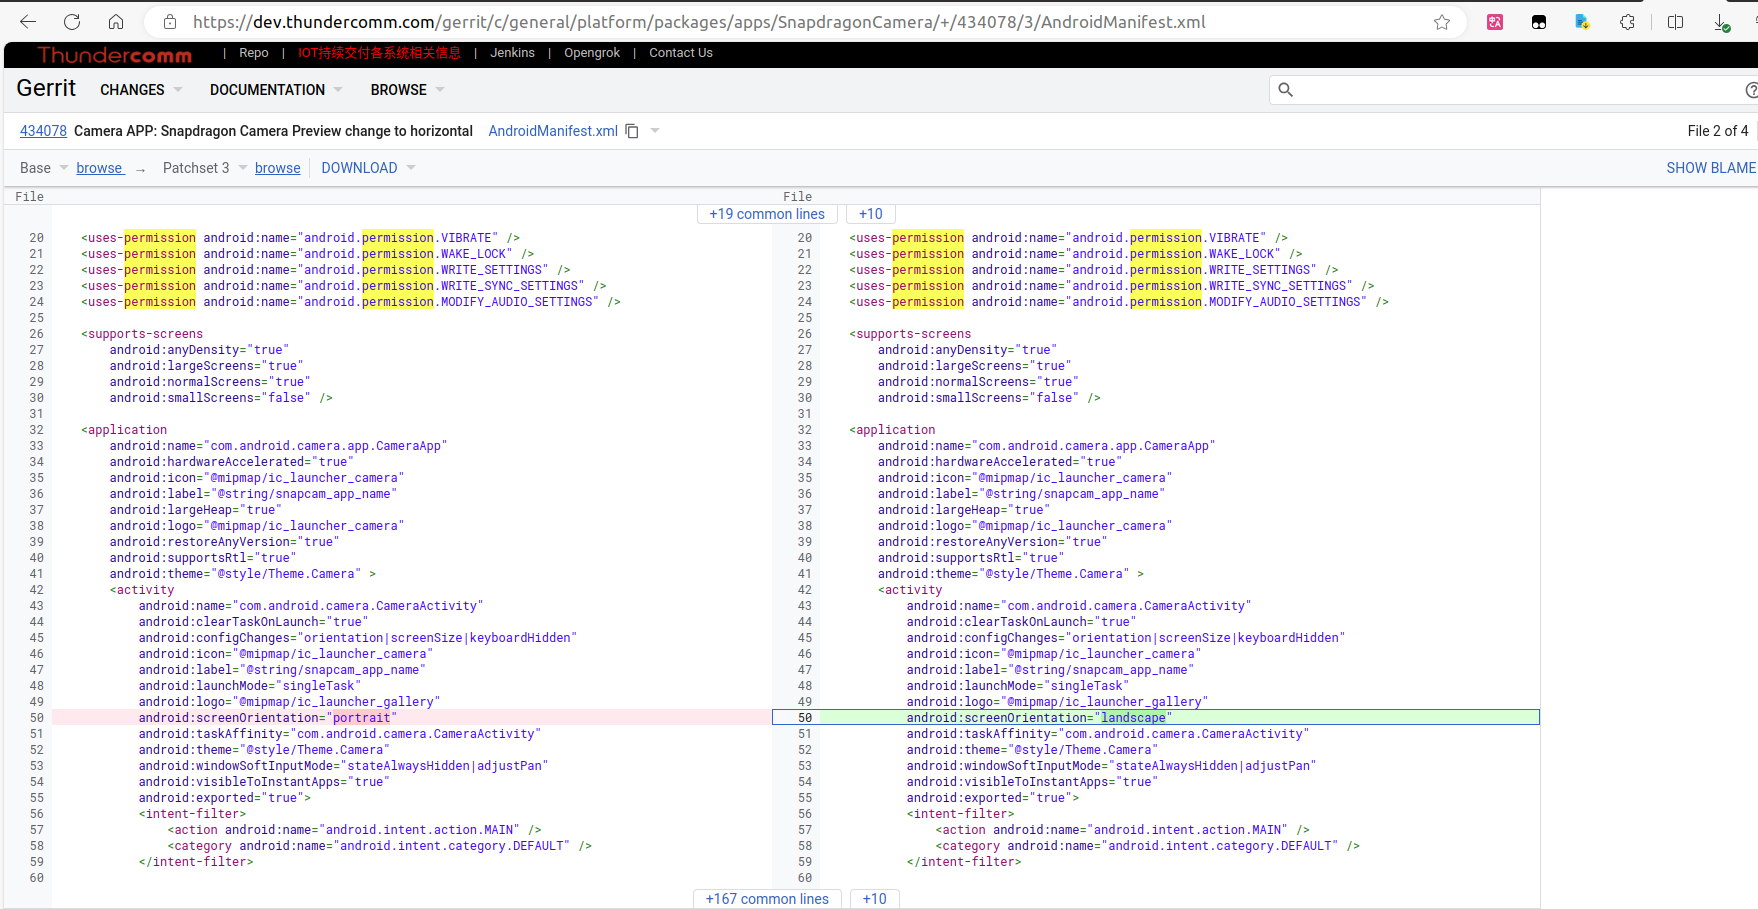 https://dev.thundercomm.com/gerrit/c/general/platform/packages/apps/SnapdragonCamera/+/434078/3/AndroidManifest.xml
Thundercomm | Repo | IOT持续交付各系统相关信息 | Jenkins | Opengrok | Contact Us
Gerrit CHANGES DOCUMENTATION BROWSE
434078 Camera APP: Snapdragon Camera Preview change to horizontal AndroidManifest.xml File 2 of 4
Base browse → Patchset 3 browse DOWNLOAD SHOW BLAME
File File
+19 common lines +10
20 <uses-permission android:name="android.permission.VIBRATE" /> 20 <uses-permission android:name="android.permission.VIBRATE" />
21 <uses-permission android:name="android.permission.WAKE_LOCK" /> 21 <uses-permission android:name="android.permission.WAKE_LOCK" />
22 <uses-permission android:name="android.permission.WRITE_SETTINGS" /> 22 <uses-permission android:name="android.permission.WRITE_SETTINGS" />
23 <uses-permission android:name="android.permission.WRITE_SYNC_SETTINGS" /> 23 <uses-permission android:name="android.permission.WRITE_SYNC_SETTINGS" />
24 <uses-permission android:name="android.permission.MODIFY_AUDIO_SETTINGS" /> 24 <uses-permission android:name="android.permission.MODIFY_AUDIO_SETTINGS" />
25 25
26 <supports-screens 26 <supports-screens
27 android:anyDensity="true" 27 android:anyDensity="true"
28 android:largeScreens="true" 28 android:largeScreens="true"
29 android:normalScreens="true" 29 android:normalScreens="true"
30 android:smallScreens="false" /> 30 android:smallScreens="false" />
31 31
32 <application 32 <application
33 android:name="com.android.camera.app.CameraApp" 33 android:name="com.android.camera.app.CameraApp"
34 android:hardwareAccelerated="true" 34 android:hardwareAccelerated="true"
35 android:icon="@mipmap/ic_launcher_camera" 35 android:icon="@mipmap/ic_launcher_camera"
36 android:label="@string/snapcam_app_name" 36 android:label="@string/snapcam_app_name"
37 android:largeHeap="true" 37 android:largeHeap="true"
38 android:logo="@mipmap/ic_launcher_camera" 38 android:logo="@mipmap/ic_launcher_camera"
39 android:restoreAnyVersion="true" 39 android:restoreAnyVersion="true"
40 android:supportsRtl="true" 40 android:supportsRtl="true"
41 android:theme="@style/Theme.Camera" > 41 android:theme="@style/Theme.Camera" >
42 <activity 42 <activity
43 android:name="com.android.camera.CameraActivity" 43 android:name="com.android.camera.CameraActivity"
44 android:clearTaskOnLaunch="true" 44 android:clearTaskOnLaunch="true"
45 android:configChanges="orientation|screenSize|keyboardHidden" 45 android:configChanges="orientation|screenSize|keyboardHidden"
46 android:icon="@mipmap/ic_launcher_camera" 46 android:icon="@mipmap/ic_launcher_camera"
47 android:label="@string/snapcam_app_name" 47 android:label="@string/snapcam_app_name"
48 android:launchMode="singleTask" 48 android:launchMode="singleTask"
49 android:logo="@mipmap/ic_launcher_gallery" 49 android:logo="@mipmap/ic_launcher_gallery"
50 android:screenOrientation="portrait" 50 android:screenOrientation="landscape"
51 android:taskAffinity="com.android.camera.CameraActivity" 51 android:taskAffinity="com.android.camera.CameraActivity"
52 android:theme="@style/Theme.Camera" 52 android:theme="@style/Theme.Camera"
53 android:windowSoftInputMode="stateAlwaysHidden|adjustPan" 53 android:windowSoftInputMode="stateAlwaysHidden|adjustPan"
54 android:visibleToInstantApps="true" 54 android:visibleToInstantApps="true"
55 android:exported="true"> 55 android:exported="true">
56 <intent-filter> 56 <intent-filter>
57 <action android:name="android.intent.action.MAIN" /> 57 <action android:name="android.intent.action.MAIN" />
58 <category android:name="android.intent.category.DEFAULT" /> 58 <category android:name="android.intent.category.DEFAULT" />
59 </intent-filter> 59 </intent-filter>
60 60
+167 common lines +10